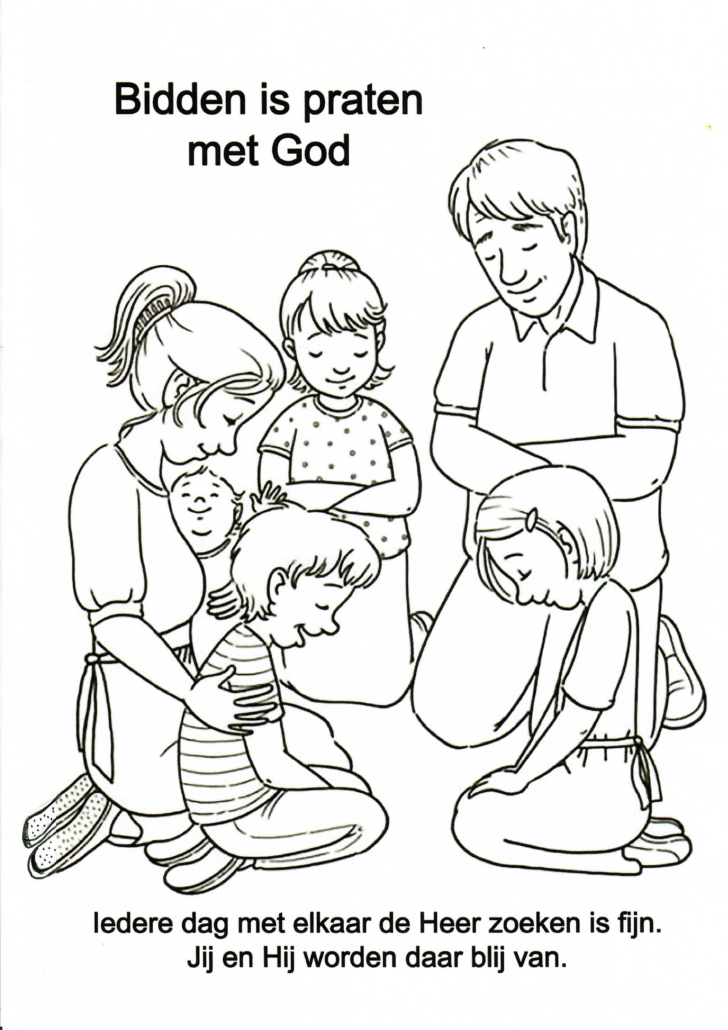 Bidden is praten
met God
Iedere dag met elkaar de Heer zoeken is fijn.
Jij en Hij worden daar blij van.